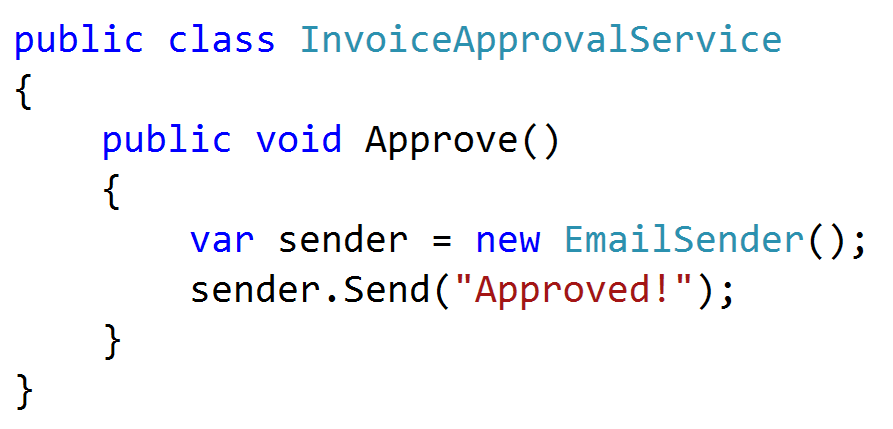 public class InvoiceApprovalService
{
    public void Approve()
    {
        var sender = new EmailSender();
        sender.Send("Approved!");
    }
}